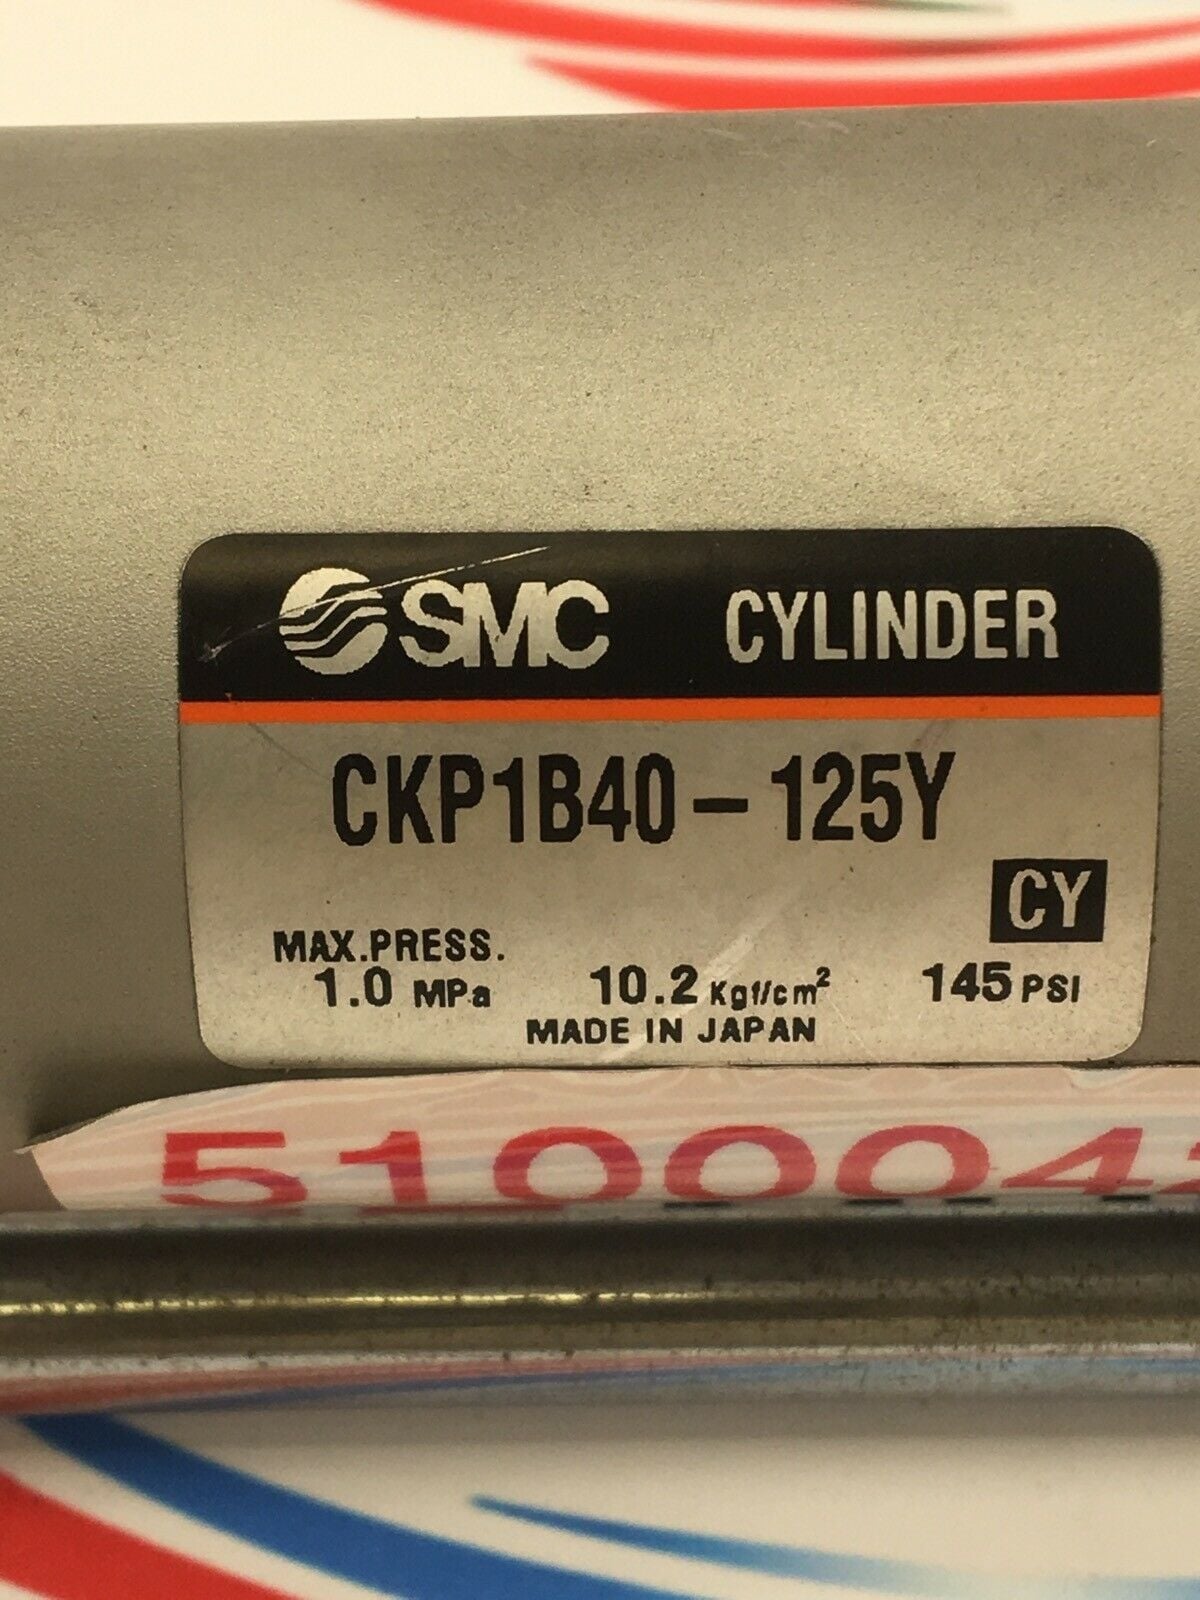 SMC CYLINDER
CKP1B40-125Y
CY
MAX.PRESS.
1.0 MPa 10.2 Kgf/cm² 145 PSI
MADE IN JAPAN
510004